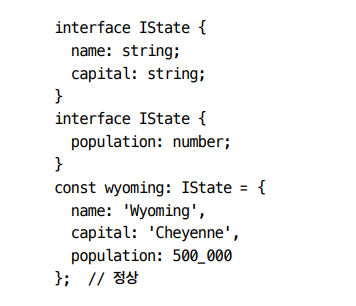 interface IState {
  name: string;
  capital: string;
}
interface IState {
  population: number;
}
const wyoming: IState = {
  name: 'Wyoming',
  capital: 'Cheyenne',
  population: 500_000
};  // 정상